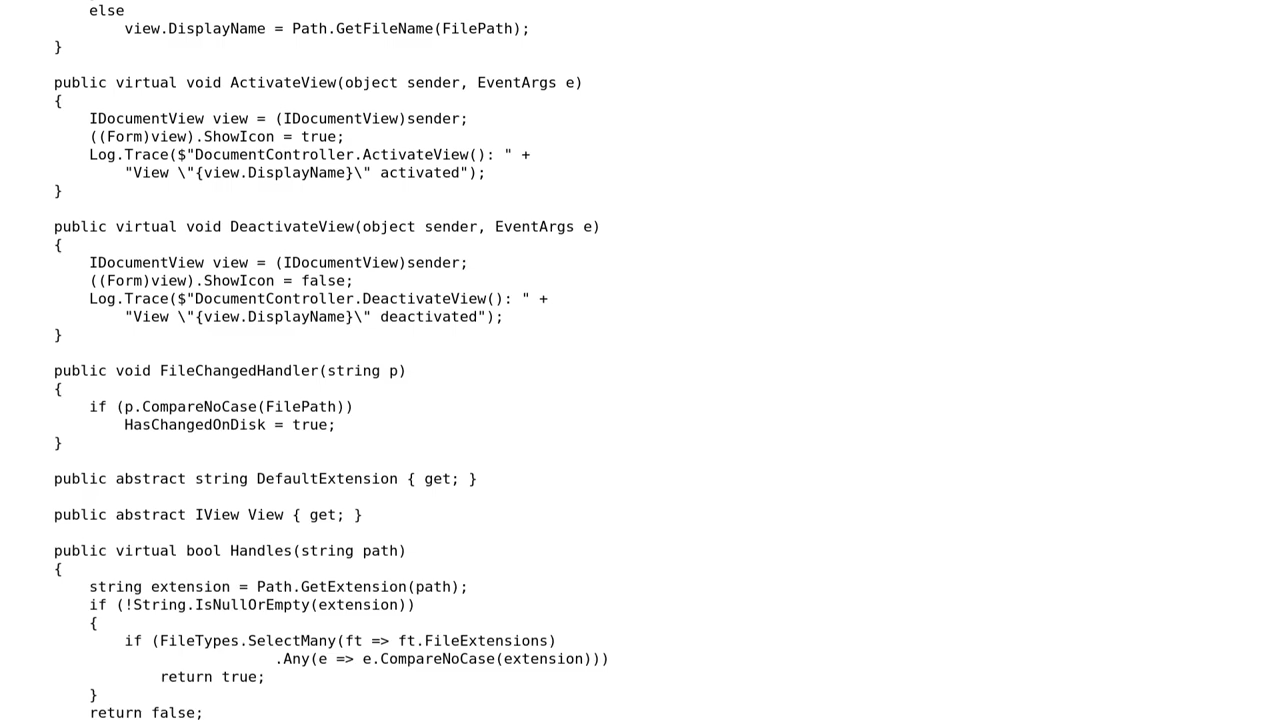 else
view.DisplayName = Path.GetFileName(FilePath);
}
public virtual void ActivateView(object sender, EventArgs e)
{
IDocumentView view = (IDocumentView)sender;
((Form)view).ShowIcon = true;
Log.Trace($"DocumentController.ActivateView(): " +
"View \"{view.DisplayName}\" activated");
}
public virtual void DeactivateView(object sender, EventArgs e)
{
IDocumentView view = (IDocumentView)sender;
((Form)view).ShowIcon = false;
Log.Trace($"DocumentController.DeactivateView(): " +
"View \"{view.DisplayName}\" deactivated");
}
public void FileChangedHandler(string p)
{
if (p.CompareNoCase(FilePath))
HasChangedOnDisk = true;
}
public abstract string DefaultExtension { get; }
public abstract IView View { get; }
public virtual bool Handles(string path)
{
string extension = Path.GetExtension(path);
if (!String.IsNullOrEmpty(extension))
{
if (FileTypes.SelectMany(ft => ft.FileExtensions)
.Any(e => e.CompareNoCase(extension)))
return true;
}
return false;